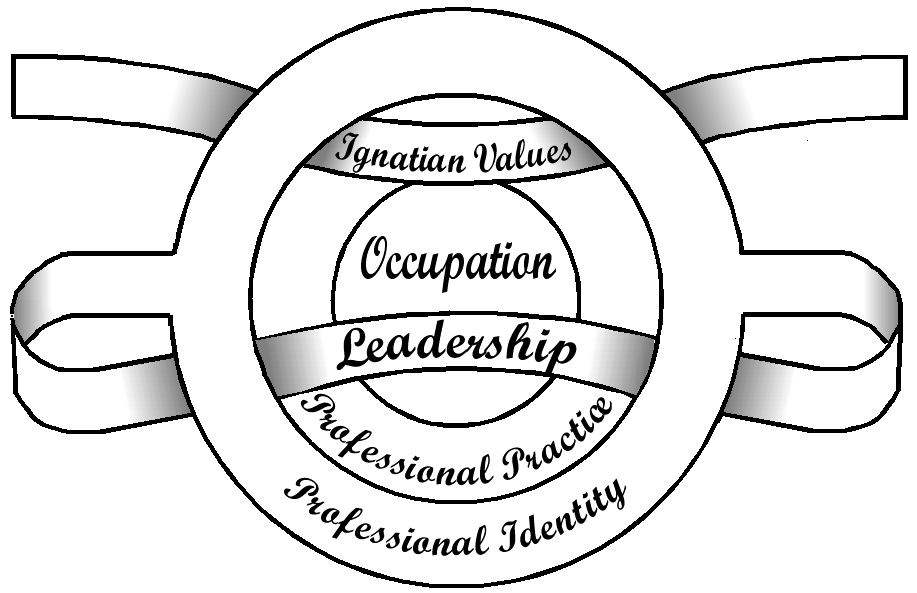 Ignatian Values
Occupation
Leadership
Professional Practice
Professional Identity